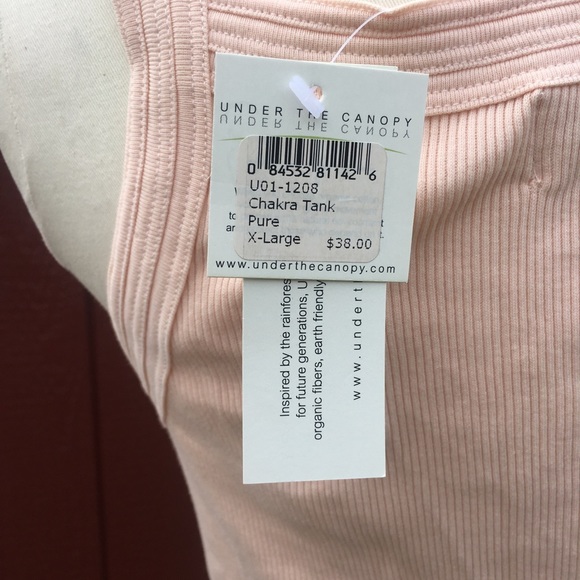 UNDER THE CANOPY
UNDER THE CANOPY
0 84532 81142 6
U01-1208
Chakra Tank
Pure
X-Large $38.00
www.underthecanopy.com
Inspired by the rainfores
for future generations, U
organic fibers, earth friendly
www.undert